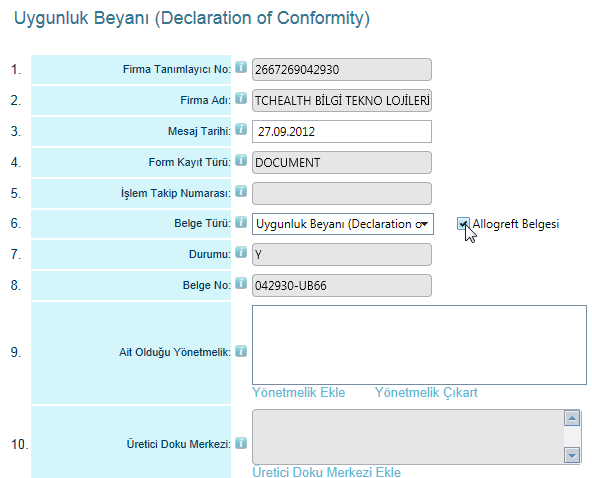 Uygunluk Beyanı (Declaration of Conformity)
1. Firma Tanımlayıcı No: i 2667269042930
2. Firma Adı: i TCHEALTH BİLGİ TEKNO LOJİLERİ
3. Mesaj Tarihi: i 27.09.2012
4. Form Kayıt Türü: i DOCUMENT
5. İşlem Takip Numarası: i
6. Belge Türü: i Uygunluk Beyanı (Declaration o Allogreft Belgesi
7. Durumu: i Y
8. Belge No: i 042930-UB66
9. Ait Olduğu Yönetmelik: i
Yönetmelik Ekle Yönetmelik Çıkart
10. Üretici Doku Merkezi: i
Üretici Doku Merkezi Ekle